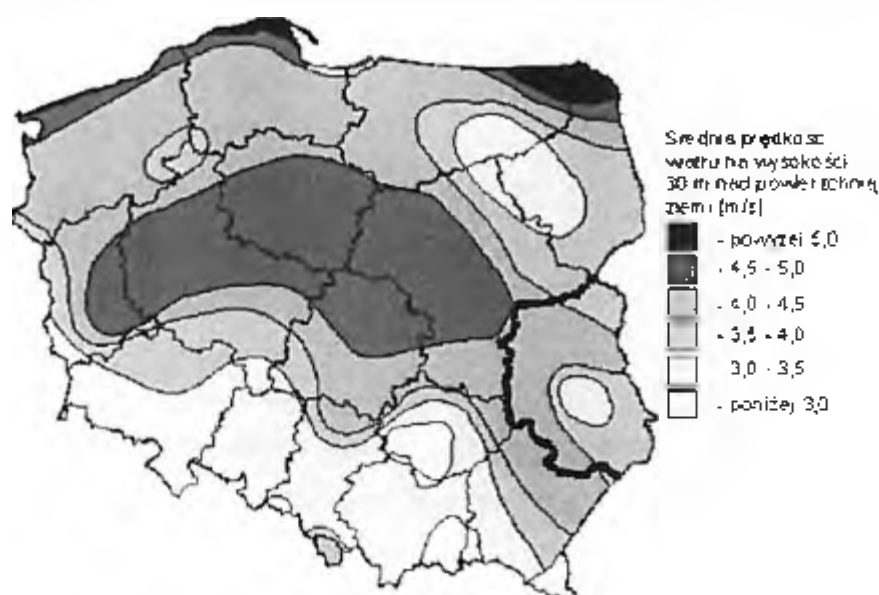 Średnia prędkość
wiatru na wysokości
30 m nad powierzchnią
ziemi [m/s]
- powyżej 5,0
- 4,5 - 5,0
- 4,0 - 4,5
- 3,5 - 4,0
3,0 - 3,5
- poniżej 3,0